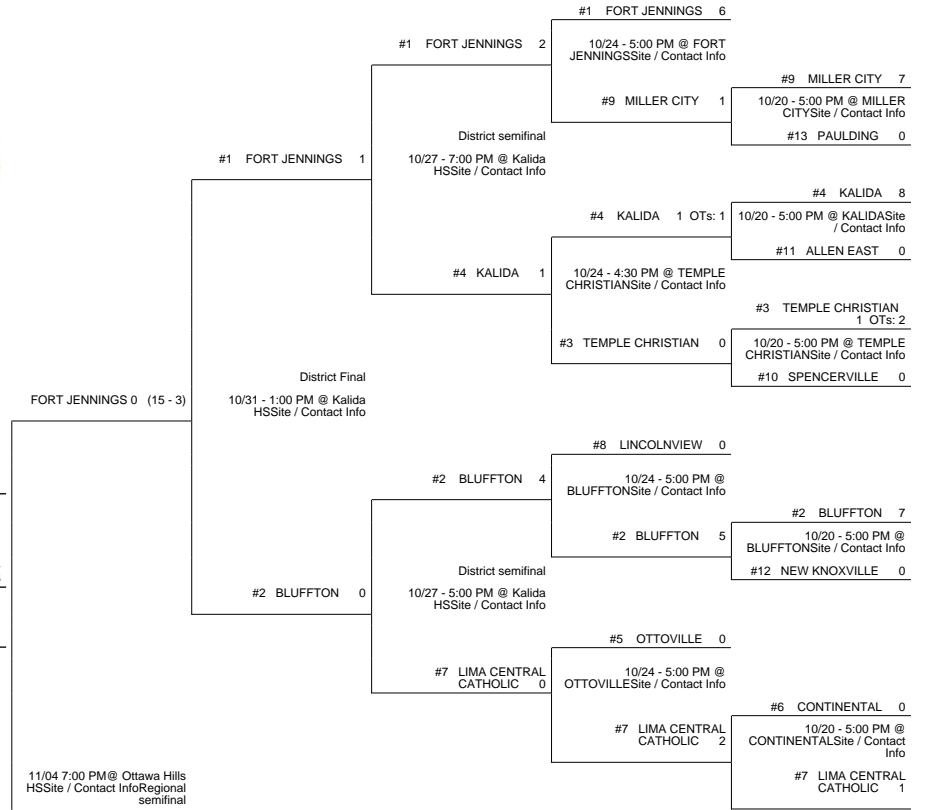 #1 FORT JENNINGS 6
#1 FORT JENNINGS 2
10/24 - 5:00 PM @ FORT
JENNINGSSite / Contact Info
#9 MILLER CITY 7
#9 MILLER CITY 1
10/20 - 5:00 PM @ MILLER
CITYSite / Contact Info
District semifinal
#13 PAULDING 0
#1 FORT JENNINGS 1
10/27 - 7:00 PM @ Kalida
HSSite / Contact Info
#4 KALIDA 8
#4 KALIDA 1 OTs: 1
10/20 - 5:00 PM @ KALIDASite
/ Contact Info
#11 ALLEN EAST 0
#4 KALIDA 1
10/24 - 4:30 PM @ TEMPLE
CHRISTIANSite / Contact Info
#3 TEMPLE CHRISTIAN
1 OTs: 2
#3 TEMPLE CHRISTIAN 0
10/20 - 5:00 PM @ TEMPLE
CHRISTIANSite / Contact Info
District Final
#10 SPENCERVILLE 0
FORT JENNINGS 0 (15 - 3)
10/31 - 1:00 PM @ Kalida
HSSite / Contact Info
#8 LINCOLNVIEW 0
#2 BLUFFTON 4
10/24 - 5:00 PM @
BLUFFTONSite / Contact Info
#2 BLUFFTON 7
#2 BLUFFTON 5
10/20 - 5:00 PM @
BLUFFTONSite / Contact Info
District semifinal
#12 NEW KNOXVILLE 0
#2 BLUFFTON 0
10/27 - 5:00 PM @ Kalida
HSSite / Contact Info
#5 OTTOVILLE 0
#7 LIMA CENTRAL
CATHOLIC 0
10/24 - 5:00 PM @
OTTOVILLESite / Contact Info
#6 CONTINENTAL 0
#7 LIMA CENTRAL
CATHOLIC 2
10/20 - 5:00 PM @
CONTINENTALSite / Contact
Info
11/04 7:00 PM@ Ottawa Hills
HSSite / Contact InfoRegional
semifinal
#7 LIMA CENTRAL
CATHOLIC 1